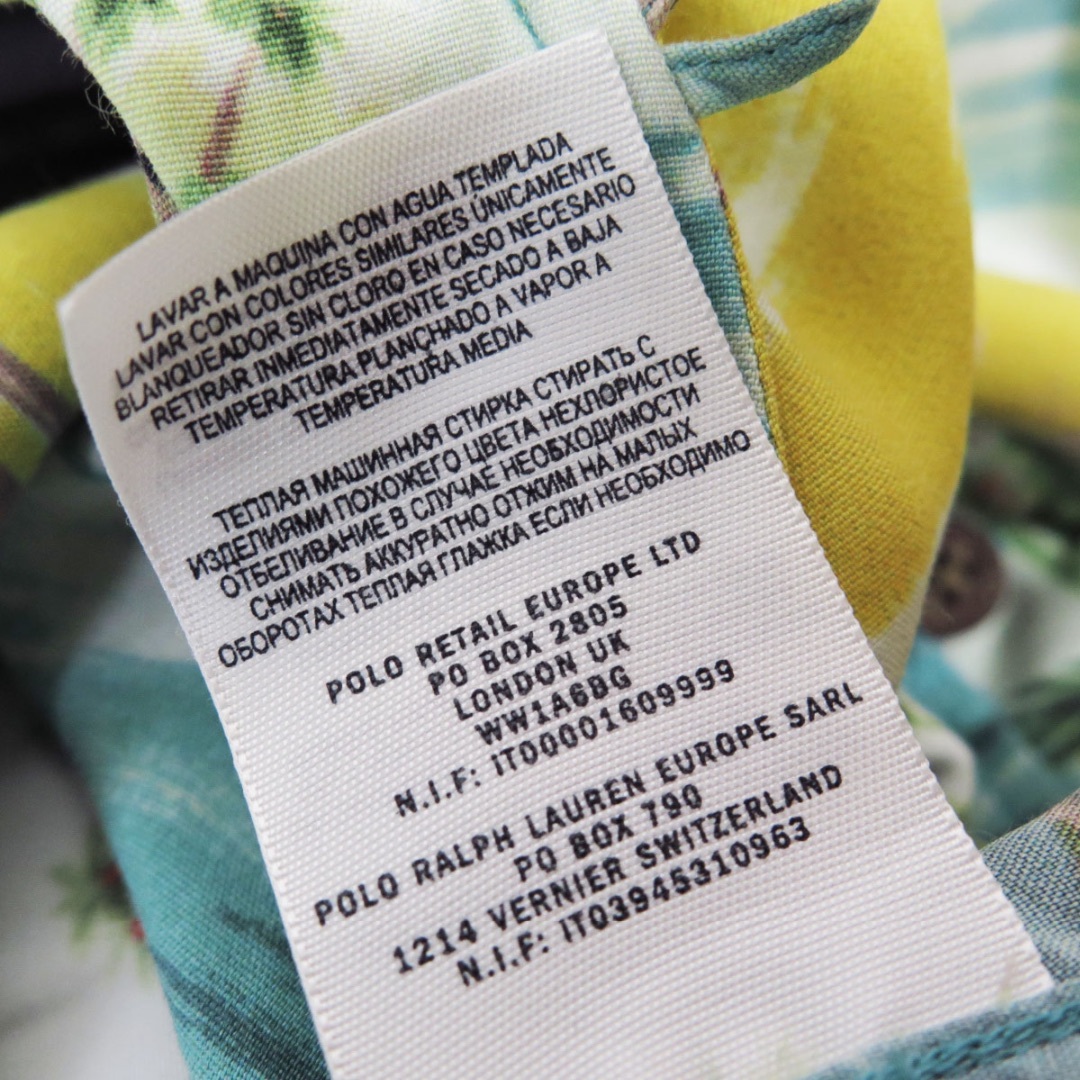 LAVAR A MAQUINA CON AGUA TEMPLADA
LAVAR CON COLORES SIMILARES ÚNICAMENTE
BLANQUEADOR SIN CLORO EN CASO NECESARIO
RETIRAR INMEDIATAMENTE SECADO A BAJA
TEMPERATURA PLANCHADO A VAPOR A
TEMPERATURA MEDIA
ТЕПЛАЯ МАШИННАЯ СТИРКА СТИРАТЬ С
ИЗДЕЛИЯМИ ПОХОЖЕГО ЦВЕТА НЕХЛОРИСТОЕ
ОТБЕЛИВАНИЕ В СЛУЧАЕ НЕОБХОДИМОСТИ
СНИМАТЬ АККУРАТНО ОТЖИМ НА МАЛЫХ
ОБОРОТАХ ТЕПЛАЯ ГЛАЖКА ЕСЛИ НЕОБХОДИМО
POLO RETAIL EUROPE LTD
PO BOX 2805
LONDON UK
WW1A6BG
N.I.F: IT00001609999
POLO RALPH LAUREN EUROPE SARL
PO BOX 790
1214 VERNIER SWITZERLAND
N.I.F: IT03945310963